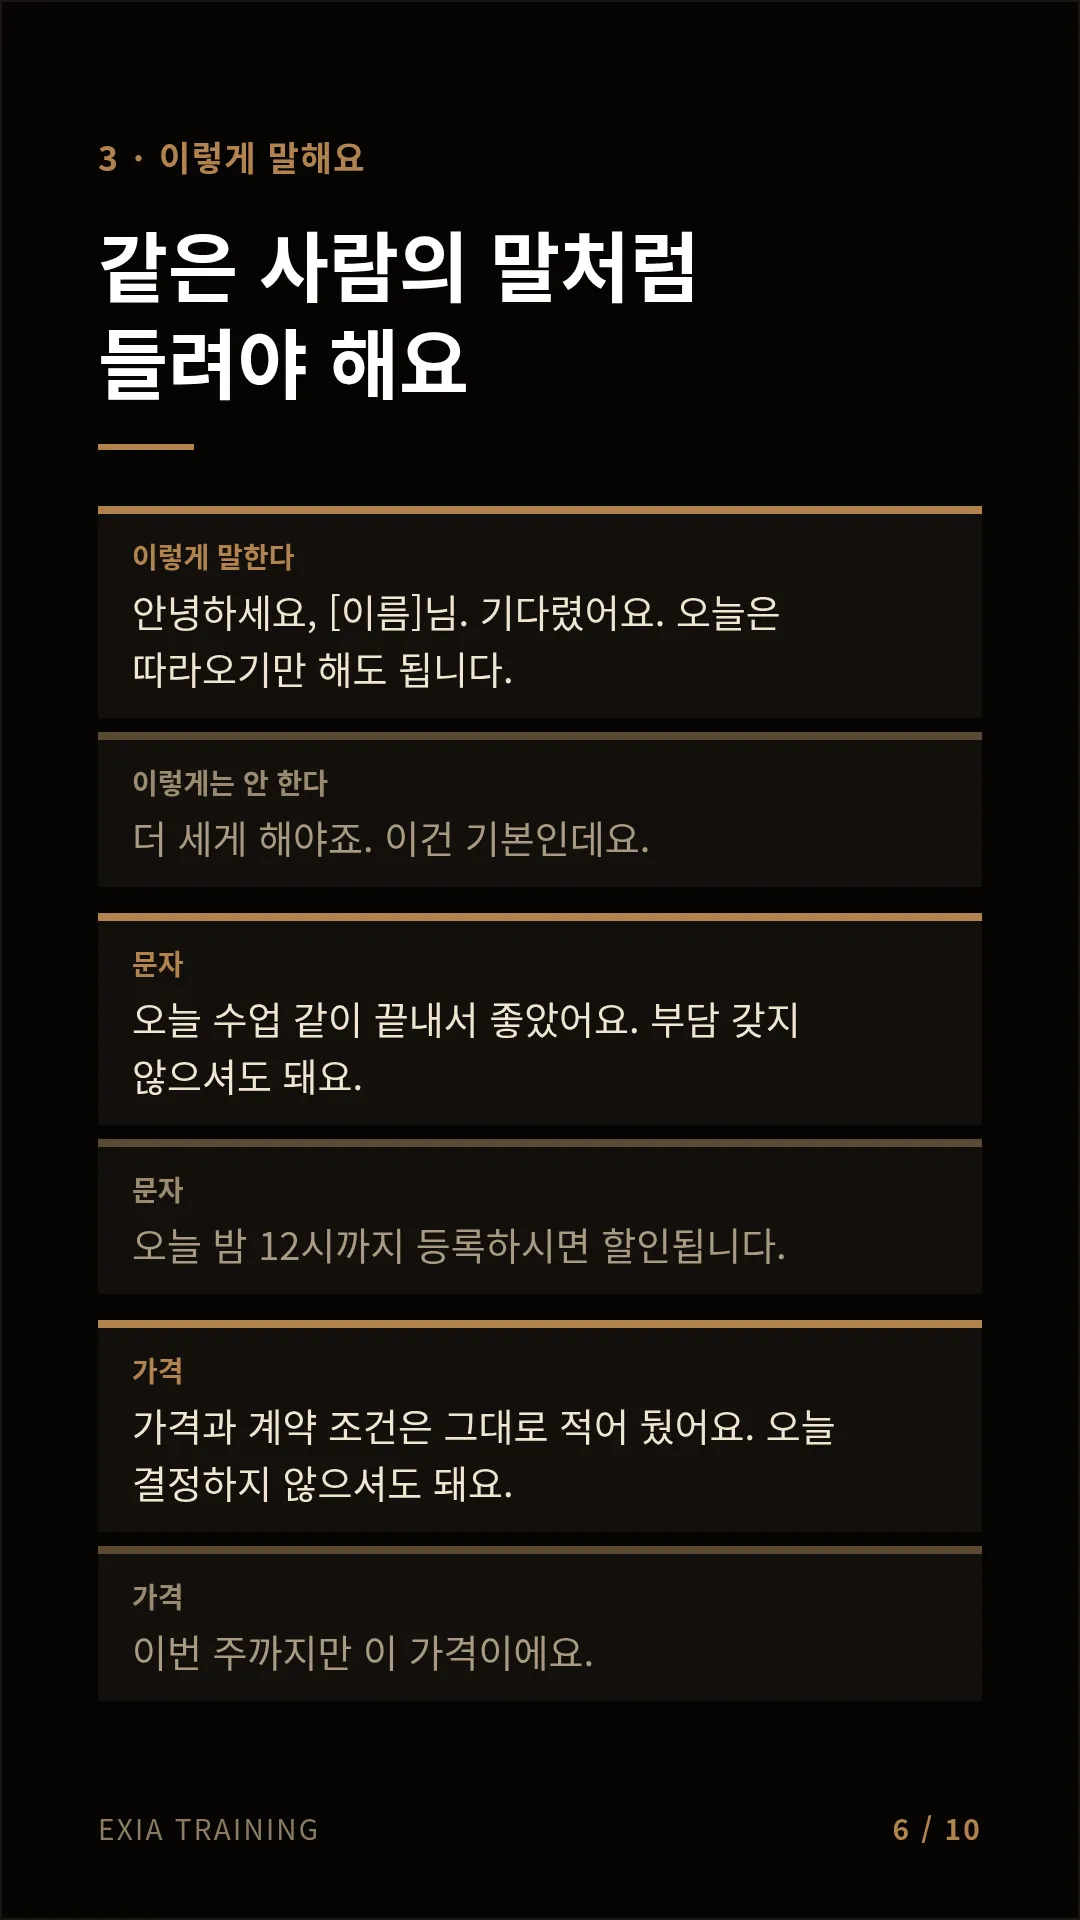 3 · 이렇게 말해요
같은 사람의 말처럼
들려야 해요
이렇게 말한다
안녕하세요, [이름]님. 기다렸어요. 오늘은
따라오기만 해도 됩니다.
이렇게는 안 한다
더 세게 해야죠. 이건 기본인데요.
문자
오늘 수업 같이 끝내서 좋았어요. 부담 갖지
않으셔도 돼요.
문자
오늘 밤 12시까지 등록하시면 할인됩니다.
가격
가격과 계약 조건은 그대로 적어 뒀어요. 오늘
결정하지 않으셔도 돼요.
가격
이번 주까지만 이 가격이에요.
EXIA TRAINING
6 / 10